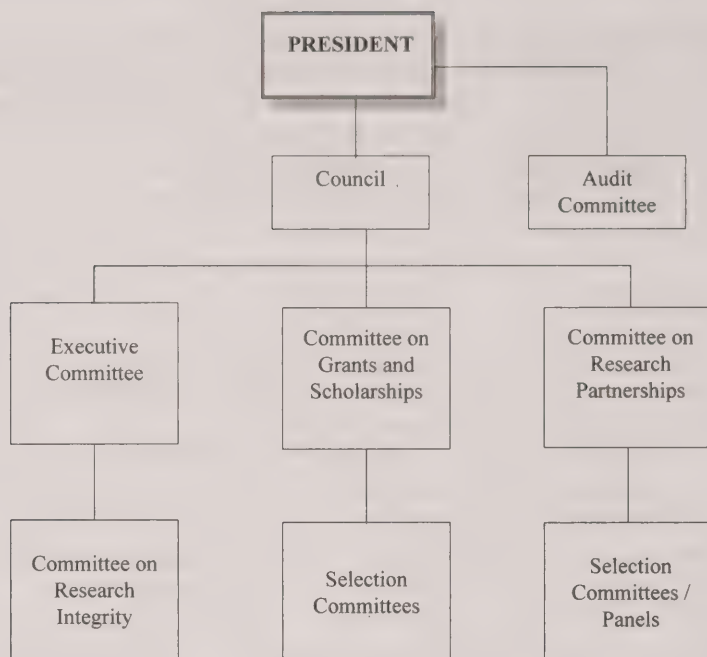 PRESIDENT
Council
Audit
Committee
Executive
Committee
Committee on
Grants and
Scholarships
Committee on
Research
Partnerships
Committee on
Research
Integrity
Selection
Committees
Selection
Committees /
Panels